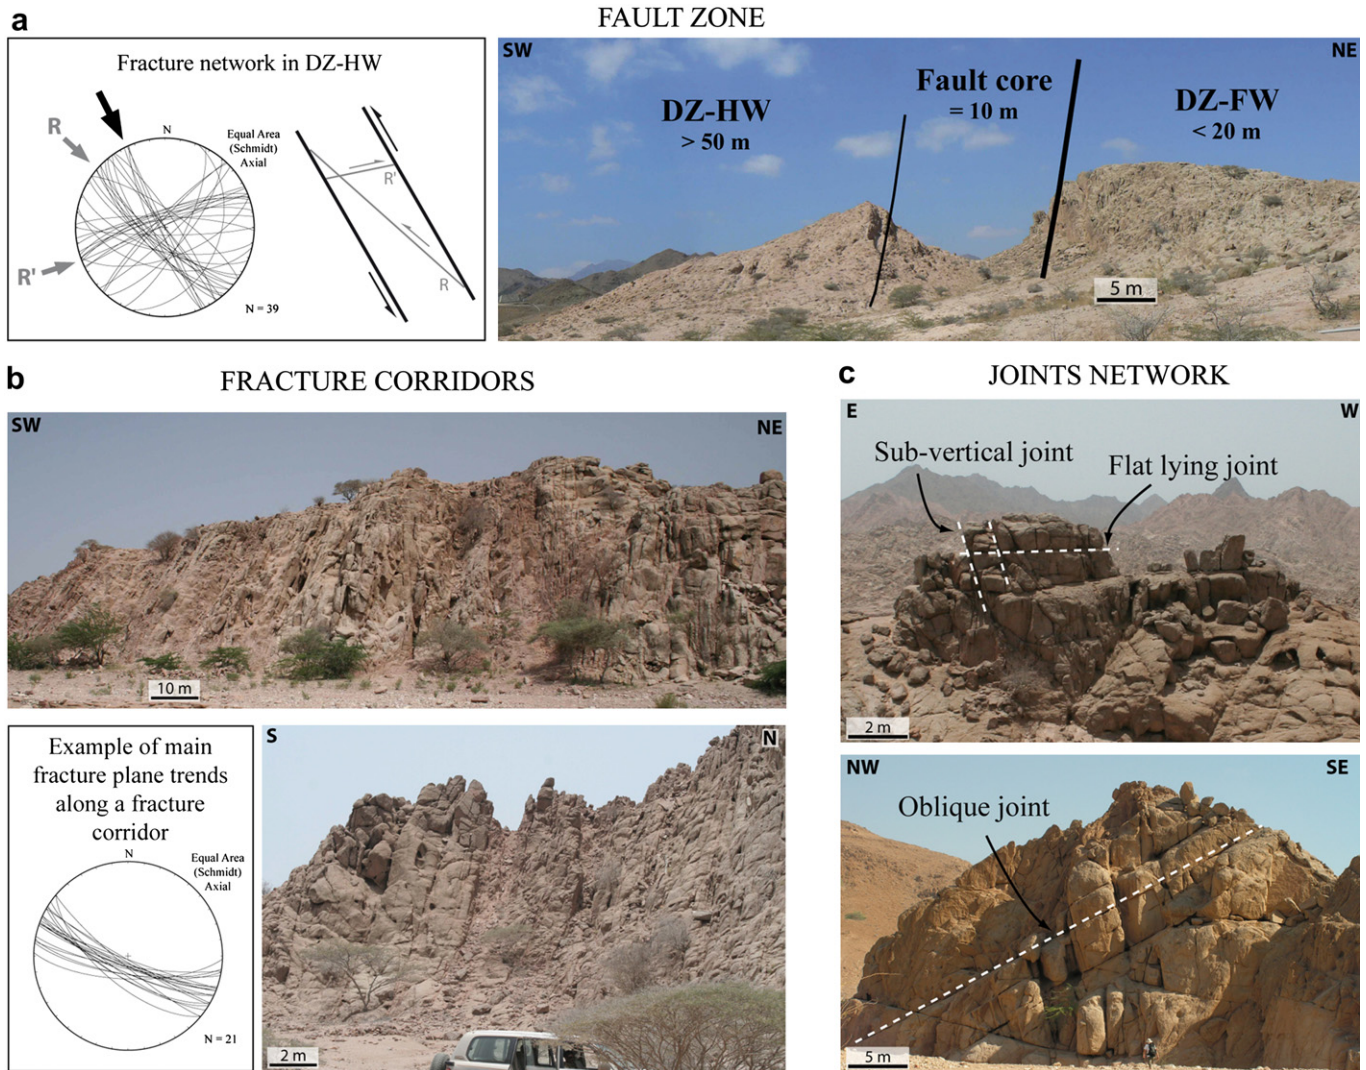 a
FAULT ZONE
Fracture network in DZ-HW
R
N
Equal Area
(Schmidt)
Axial
R'
N = 39
R'
R
SW
NE
DZ-HW
> 50 m
Fault core
= 10 m
DZ-FW
< 20 m
5 m
b
FRACTURE CORRIDORS
SW
NE
10 m
Example of main
fracture plane trends
along a fracture
corridor
N
Equal Area
(Schmidt)
Axial
N = 21
S
N
2 m
c
JOINTS NETWORK
E
W
Sub-vertical joint
Flat lying joint
2 m
NW
SE
Oblique joint
5 m